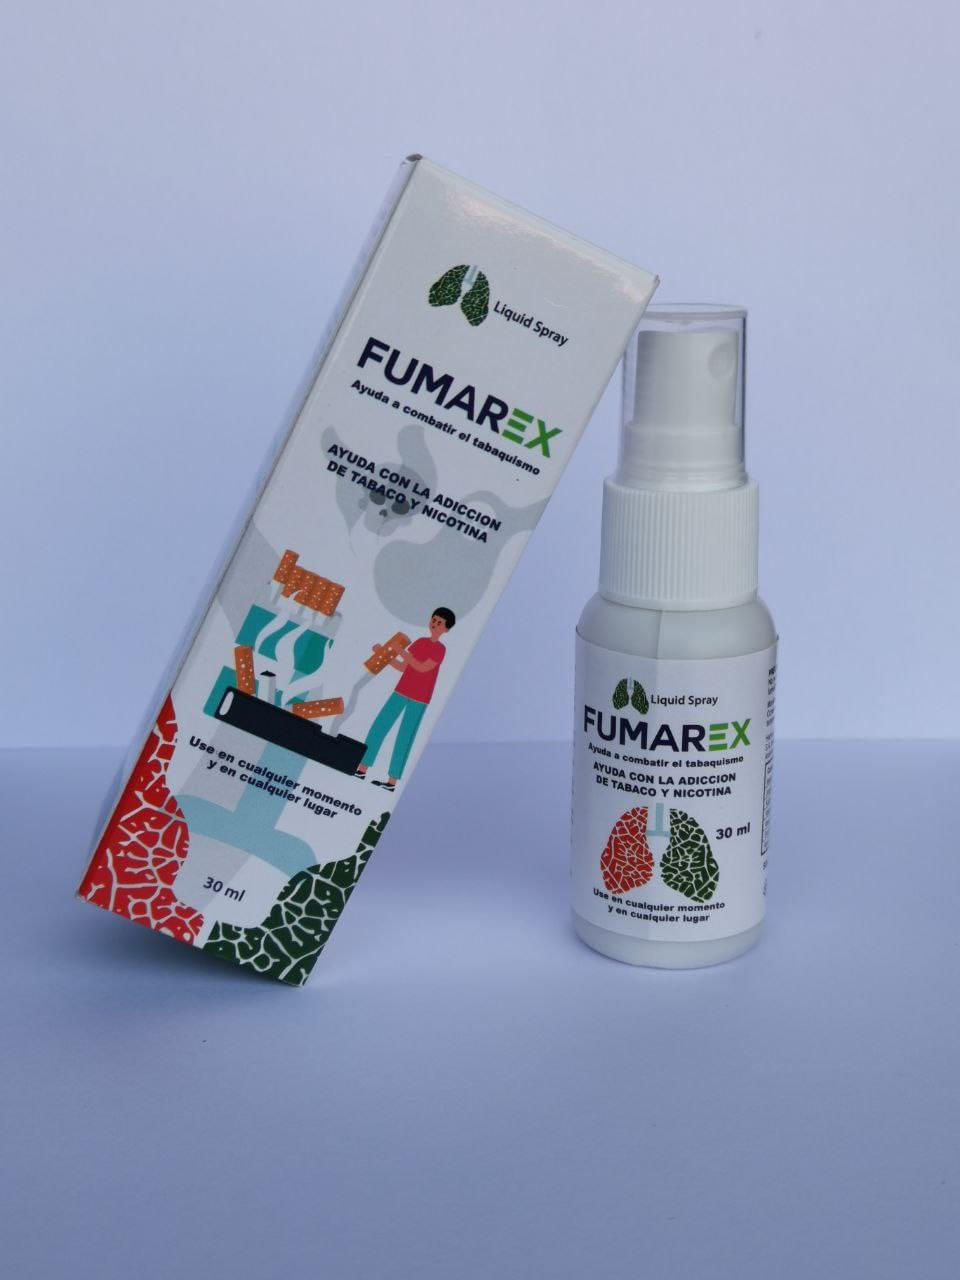 Liquid Spray
FUMAREX
Ayuda a combatir el tabaquismo
AYUDA CON LA ADICCION
DE TABACO Y NICOTINA
Use en cualquier momento
y en cualquier lugar
30 ml
Liquid Spray
FUMAREX
Ayuda a combatir el tabaquismo
AYUDA CON LA ADICCION
DE TABACO Y NICOTINA
30 ml
Use en cualquier momento
y en cualquier lugar